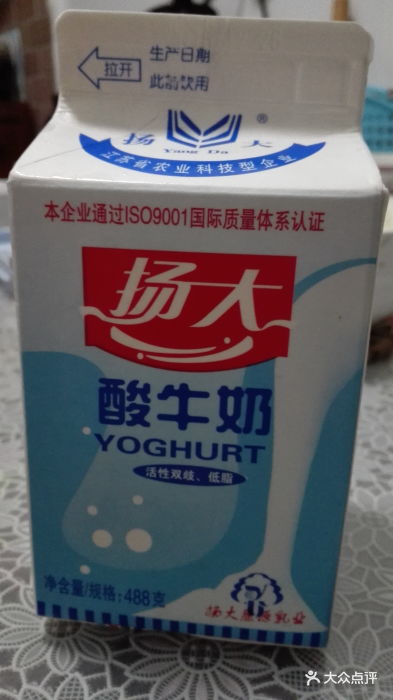 拉开
生产日期
此前饮用
扬 大
®
Yang Da
江苏省农业科技型企业
本企业通过ISO9001国际质量体系认证
扬大
酸牛奶
YOGHURT
活性双歧、低脂
净含量/规格:488克
扬大康源乳业
大众点评